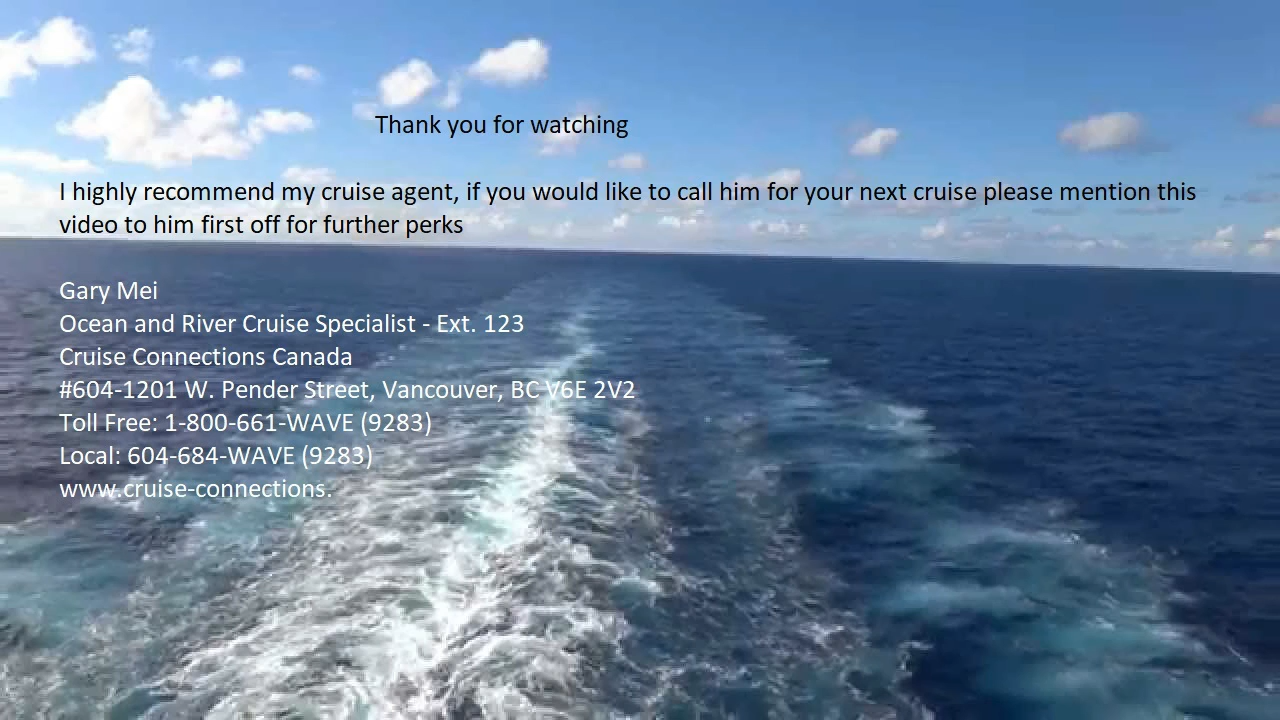 Thank you for watching
I highly recommend my cruise agent, if you would like to call him for your next cruise please mention this
video to him first off for further perks
Gary Mei
Ocean and River Cruise Specialist - Ext. 123
Cruise Connections Canada
#604-1201 W. Pender Street, Vancouver, BC V6E 2V2
Toll Free: 1-800-661-WAVE (9283)
Local: 604-684-WAVE (9283)
www.cruise-connections.